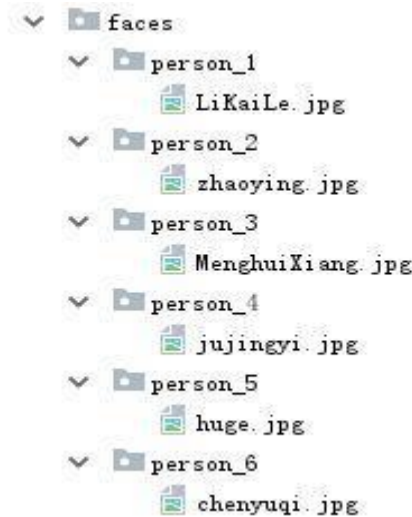 faces
person_1
LiKaiLe.jpg
person_2
zhaoying.jpg
person_3
MenghuiXiang.jpg
person_4
jujingyi.jpg
person_5
huge.jpg
person_6
chenyuqi.jpg